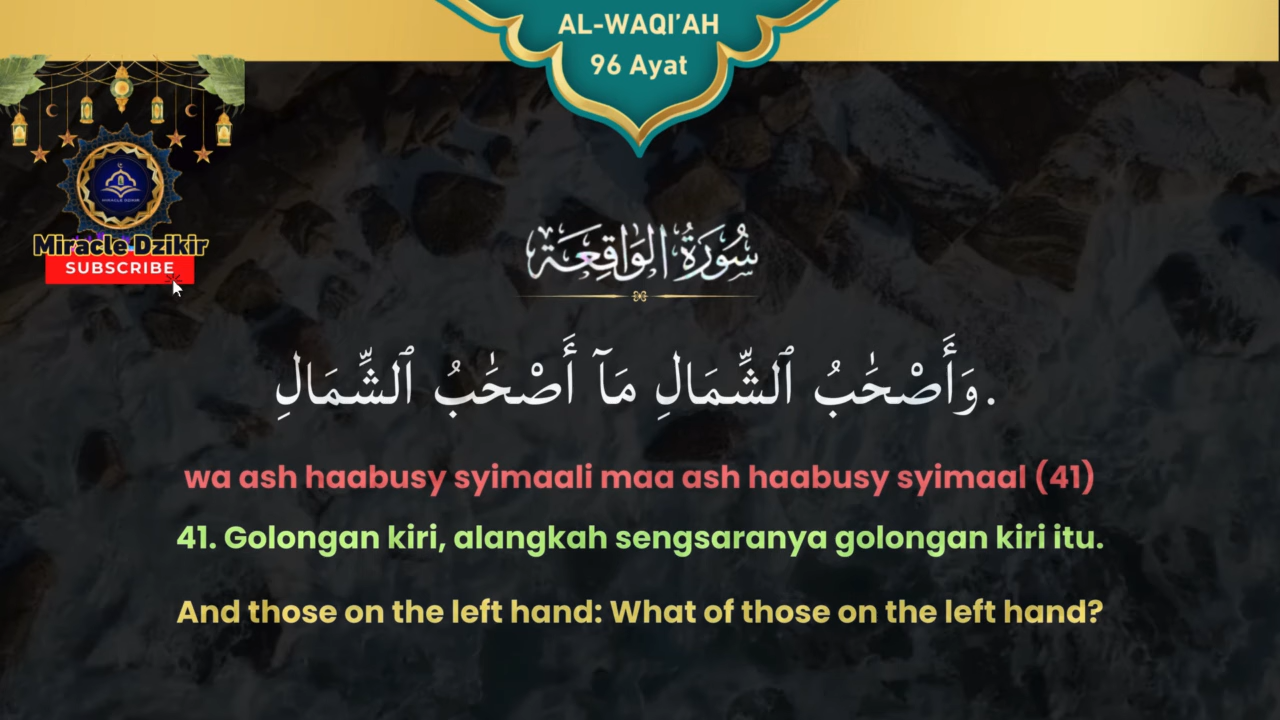 AL-WAQI'AH
96 Ayat
Miracle Dzikir
SUBSCRIBE
سُورَةُ الوَاقِعَة
وَأَصْحَٰبُ ٱلشِّمَالِ مَآ أَصْحَٰبُ ٱلشِّمَالِ.
wa ash haabusy syimaali maa ash haabusy syimaal (41)
41. Golongan kiri, alangkah sengsaranya golongan kiri itu.
And those on the left hand: What of those on the left hand?